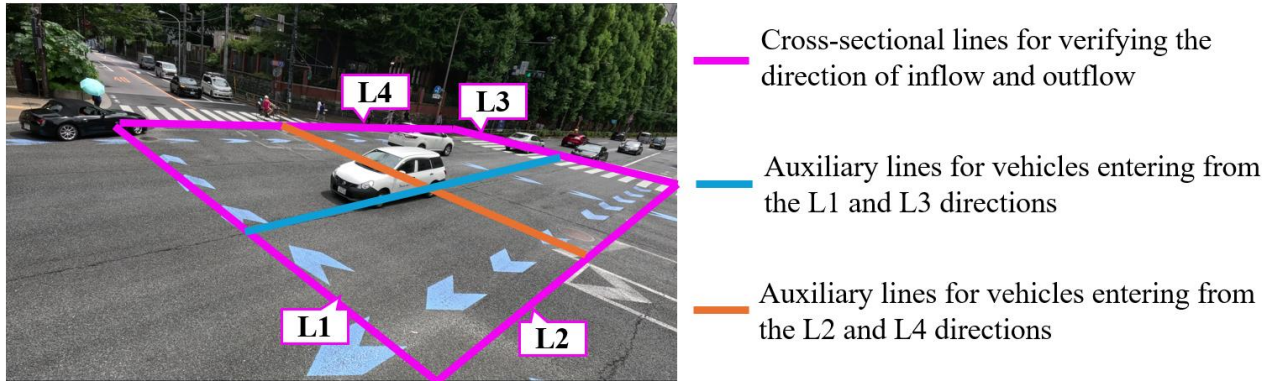 L4
L3
L1
L2
Cross-sectional lines for verifying the
direction of inflow and outflow
Auxiliary lines for vehicles entering from
the L1 and L3 directions
Auxiliary lines for vehicles entering from
the L2 and L4 directions